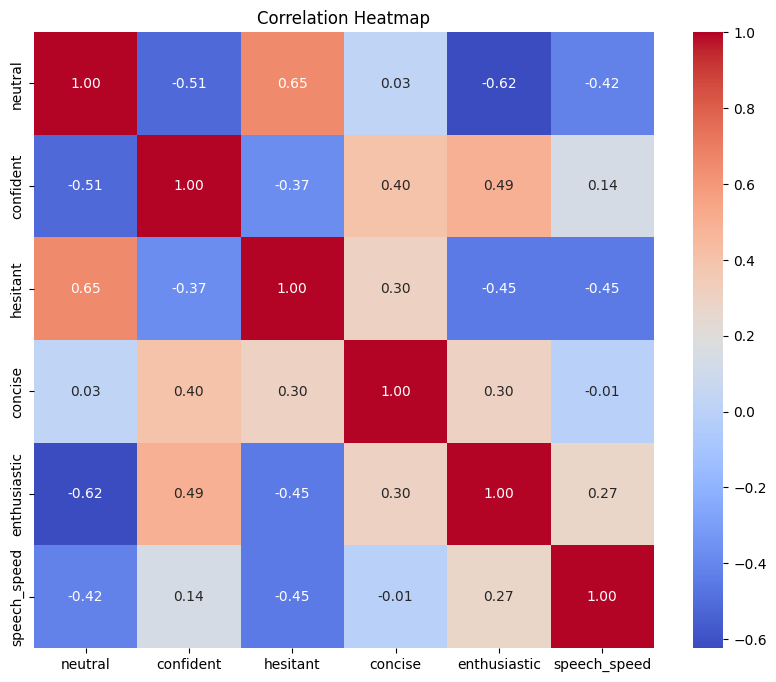 Correlation Heatmap
neutral 1.00 -0.51 0.65 0.03 -0.62 -0.42
confident -0.51 1.00 -0.37 0.40 0.49 0.14
hesitant 0.65 -0.37 1.00 0.30 -0.45 -0.45
concise 0.03 0.40 0.30 1.00 0.30 -0.01
enthusiastic -0.62 0.49 -0.45 0.30 1.00 0.27
speech_speed -0.42 0.14 -0.45 -0.01 0.27 1.00
neutral confident hesitant concise enthusiastic speech_speed
1.0
0.8
0.6
0.4
0.2
0.0
−0.2
−0.4
−0.6